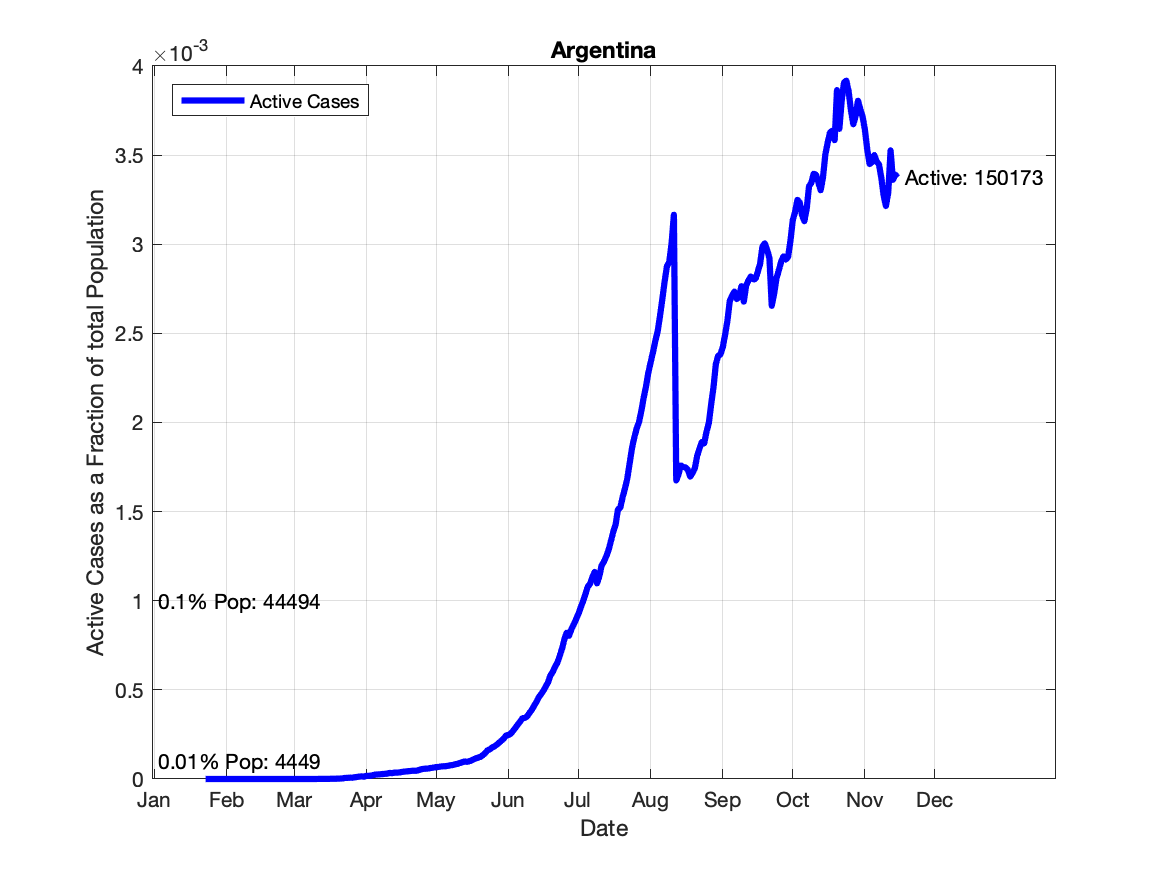 Argentina
×10-3
Active Cases
4
3.5
3
2.5
2
1.5
1
0.5
0
Active Cases as a Fraction of total Population
Active: 150173
0.1% Pop: 44494
0.01% Pop: 4449
Jan Feb Mar Apr May Jun Jul Aug Sep Oct Nov Dec
Date